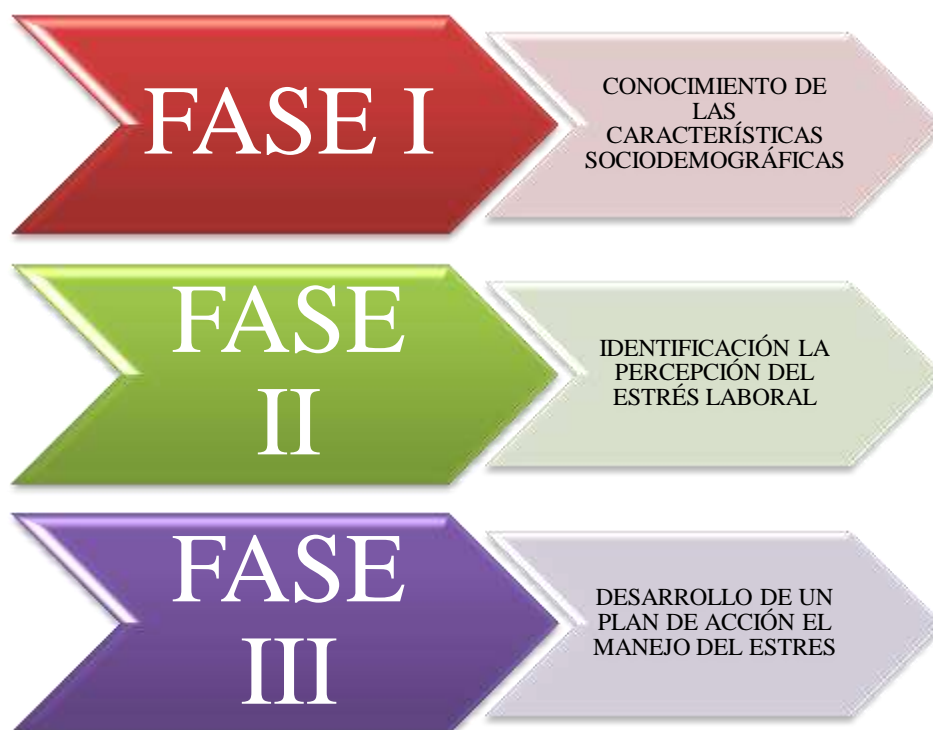 FASE I
CONOCIMIENTO DE
LAS
CARACTERÍSTICAS
SOCIODEMOGRÁFICAS
FASE
II
IDENTIFICACIÓN LA
PERCEPCIÓN DEL
ESTRÉS LABORAL
FASE
III
DESARROLLO DE UN
PLAN DE ACCIÓN EL
MANEJO DEL ESTRES